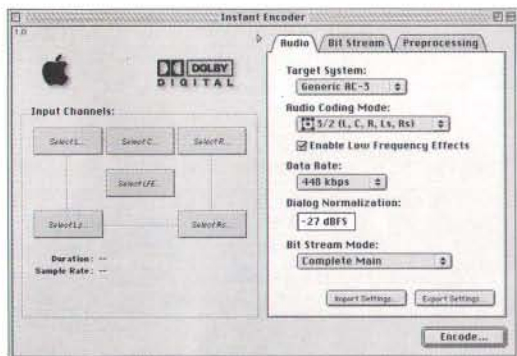 Instant Encoder
1.0
DOLBY
DIGITAL
Input Channels:
Select L...
Select C...
Select R...
Select LFE...
Select Ls...
Select Rs...
Duration: --
Sample Rate: --
Audio
Bit Stream
Preprocessing
Target System:
Generic AC-3
Audio Coding Mode:
3/2 (L, C, R, Ls, Rs)
Enable Low Frequency Effects
Data Rate:
448 kbps
Dialog Normalization:
-27 dBFS
Bit Stream Mode:
Complete Main
Import Settings...
Export Settings...
Encode...